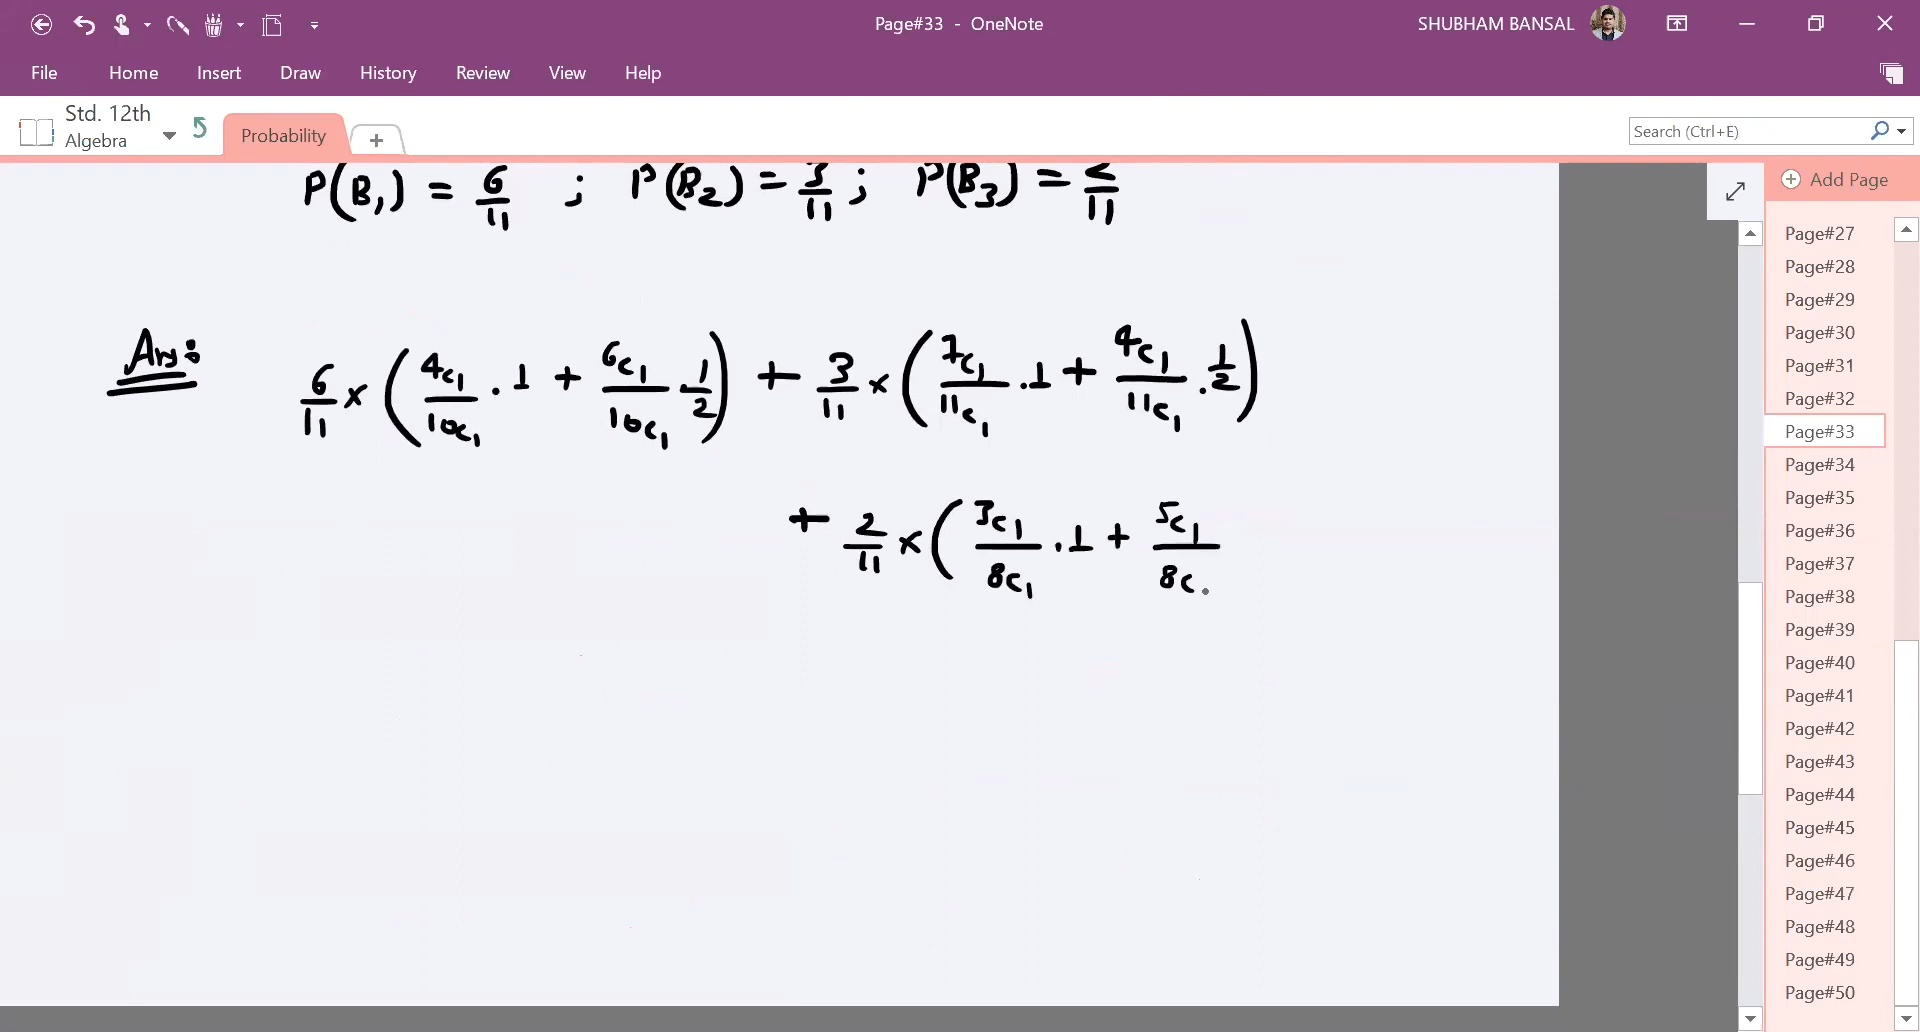 Page#33 - OneNote
SHUBHAM BANSAL
File Home Insert Draw History Review View Help
Std. 12th
Algebra
Probability
+
Search (Ctrl+E)
Add Page
P(B₁) = 6/11 ; P(B₂) = 3/11 ; P(B₃) = 2/11
Ans: 6/11 × (4c₁/10c₁ . 1 + 6c₁/10c₁ . 1/2) + 3/11 × (7c₁/11c₁ . 1 + 4c₁/11c₁ . 1/2)
+ 2/11 × (3c₁/8c₁ . 1 + 5c₁/8c
Page#27
Page#28
Page#29
Page#30
Page#31
Page#32
Page#33
Page#34
Page#35
Page#36
Page#37
Page#38
Page#39
Page#40
Page#41
Page#42
Page#43
Page#44
Page#45
Page#46
Page#47
Page#48
Page#49
Page#50